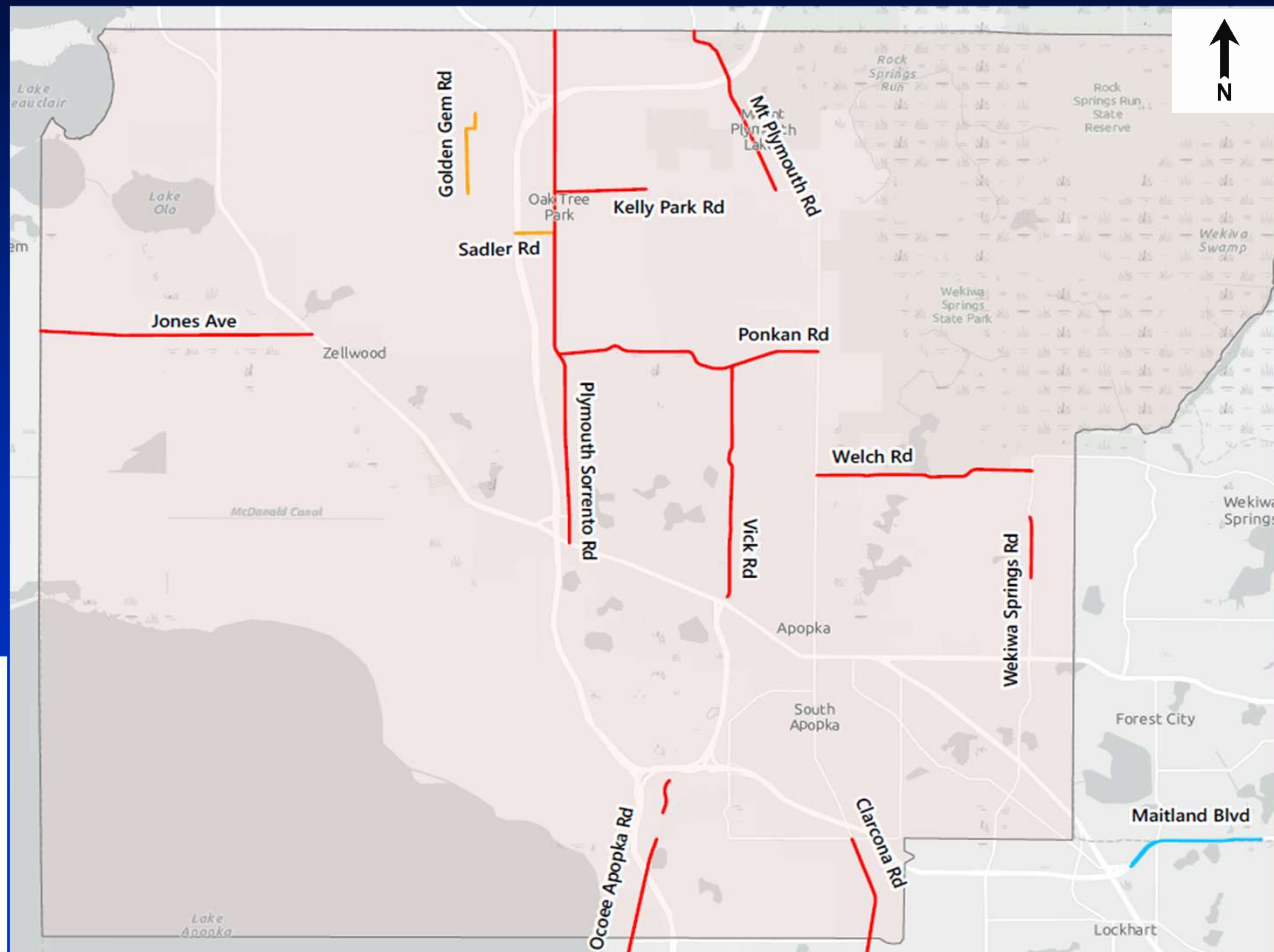 N
Lake
eauclair
Rock
Springs
Run
Rock
Springs Run
State
Reserve
Golden Gem Rd
Mt Plymouth Rd
Lake
Ola
Oak Tree
Park
Kelly Park Rd
Wekiva
Swamp
em
Sadler Rd
Wekiwa
Springs
State Park
Jones Ave
Zellwood
Ponkan Rd
Plymouth Sorrento Rd
Welch Rd
McDonald Canal
Vick Rd
Wekiwa
Springs
Wekiwa Springs Rd
Apopka
South
Apopka
Forest City
Ocoee Apopka Rd
Clarcona Rd
Maitland Blvd
Lake
Apopka
Lockhart